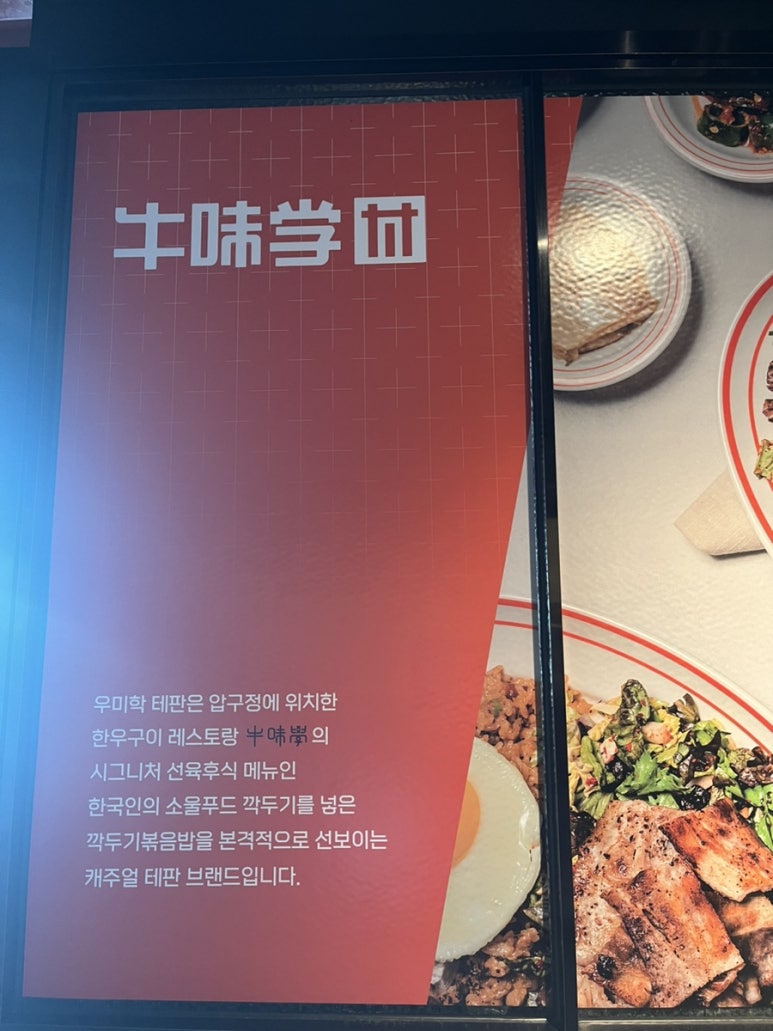 牛味学
우미학 테판은 압구정에 위치한
한우구이 레스토랑 牛味學의
시그니처 선육후식 메뉴인
한국인의 소울푸드 깍두기를 넣은
깍두기볶음밥을 본격적으로 선보이는
캐주얼 테판 브랜드입니다.